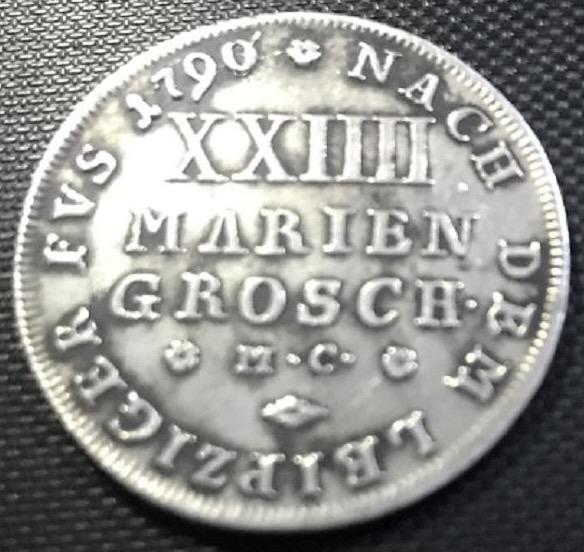 NACH DEM LEIPZIGER FVS 1790
XXIIII
MARIEN
GROSCH·
M·C·